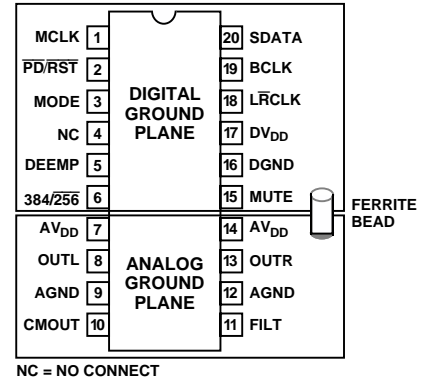 MCLK 1 20 SDATA
PD/RST 2 19 BCLK
MODE 3 DIGITAL GROUND PLANE 18 LRCLK
NC 4 17 DVDD
DEEMP 5 16 DGND
384/256 6 15 MUTE
FERRITE BEAD
AVDD 7 14 AVDD
OUTL 8 ANALOG GROUND PLANE 13 OUTR
AGND 9 12 AGND
CMOUT 10 11 FILT
NC = NO CONNECT